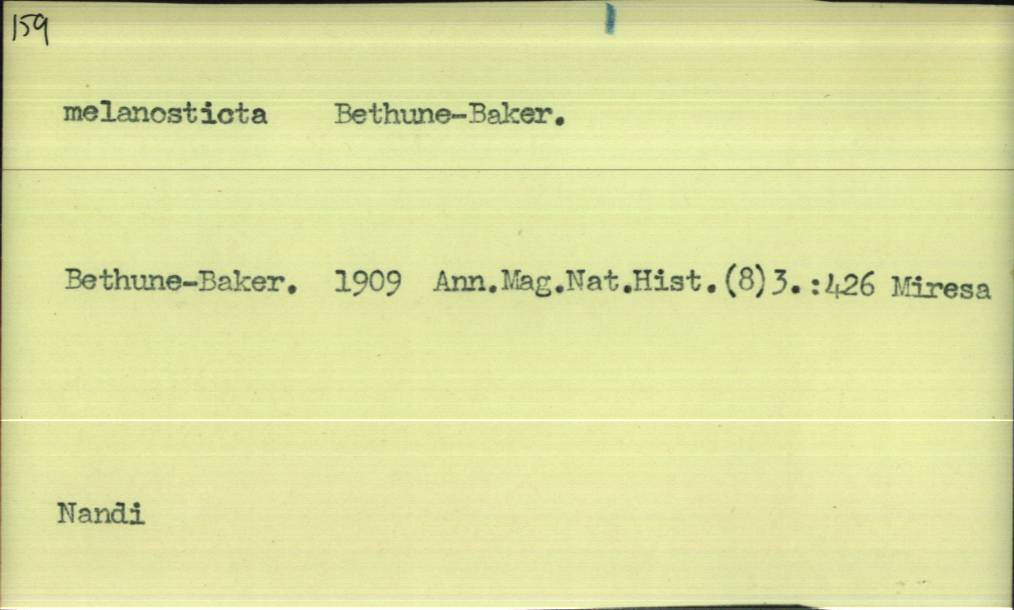 159
melanosticta Bethune-Baker.
Bethune-Baker. 1909 Ann.Mag.Nat.Hist.(8)3.:426 Miresa
Nandi